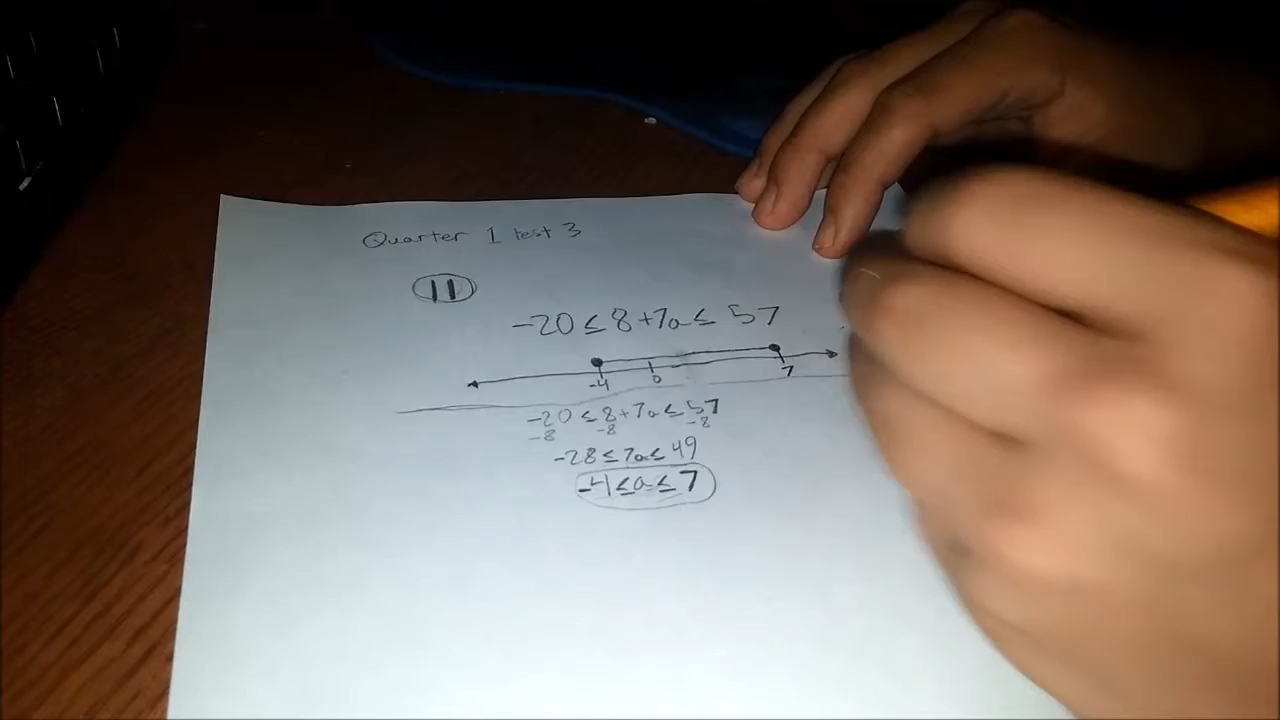 Quarter 1 test 3
11
-20 ≤ 8 +7a ≤ 57
-4 0 7
-20 ≤ 8 + 7a ≤ 57
-8 -8 -8
-28 ≤ 7a ≤ 49
-4 ≤ a ≤ 7